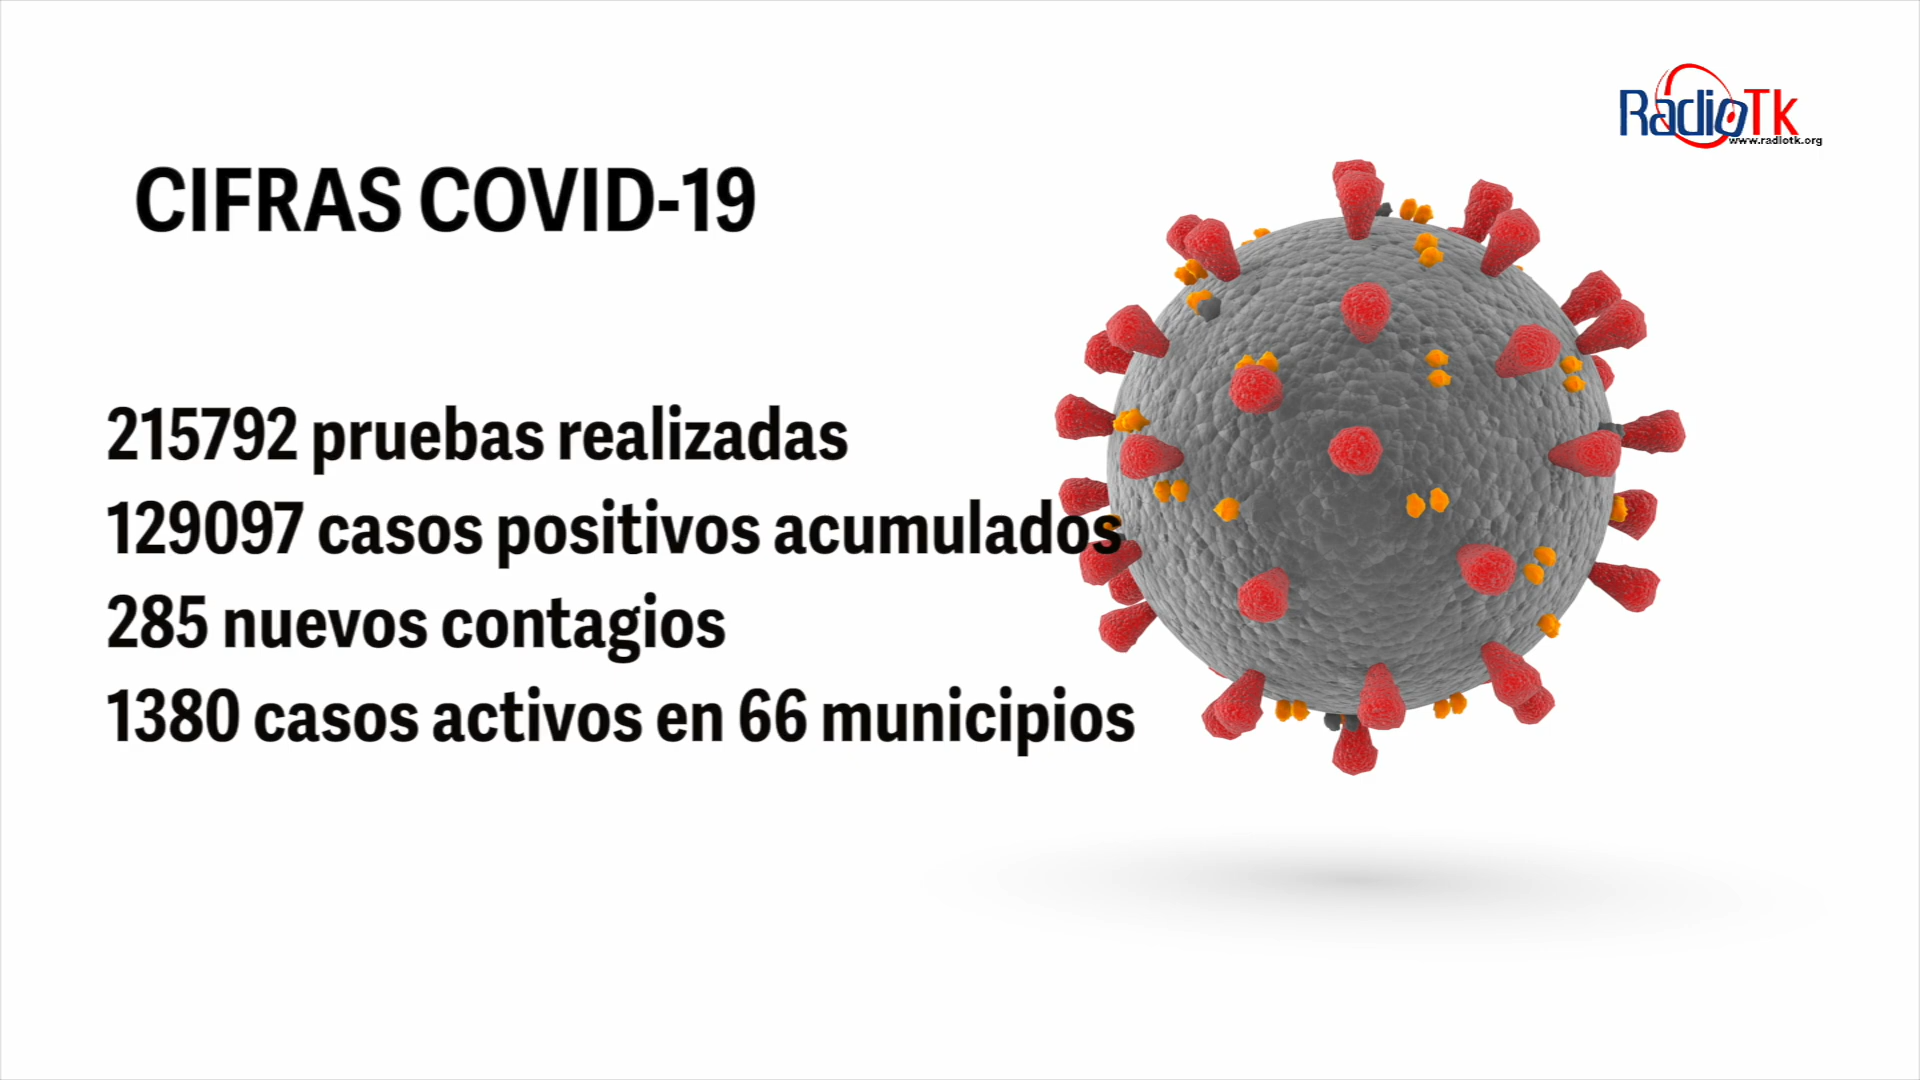 RadioTk
www.radiotk.org
CIFRAS COVID-19
215792 pruebas realizadas
129097 casos positivos acumulados
285 nuevos contagios
1380 casos activos en 66 municipios